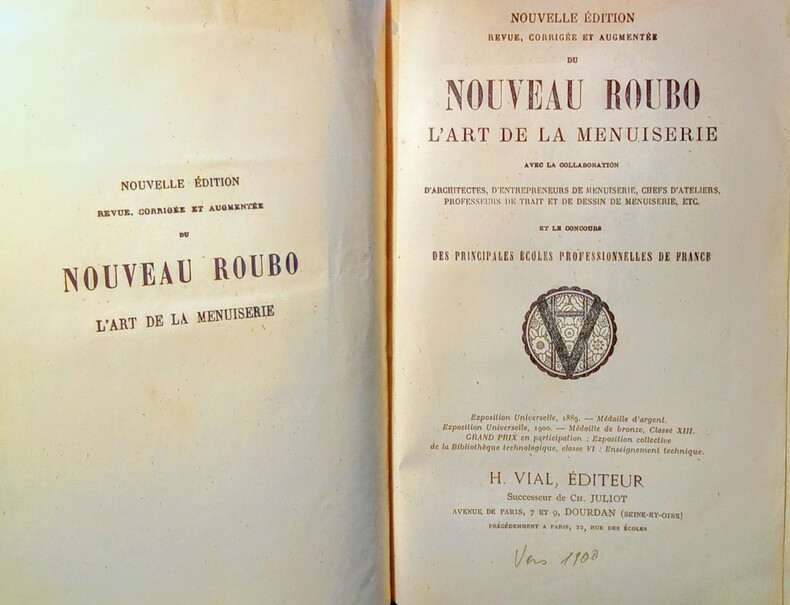 NOUVELLE ÉDITION
REVUE, CORRIGÉE ET AUGMENTÉE
DU
NOUVEAU ROUBO
L'ART DE LA MENUISERIE
NOUVELLE ÉDITION
REVUE, CORRIGÉE ET AUGMENTÉE
DU
NOUVEAU ROUBO
L'ART DE LA MENUISERIE
AVEC LA COLLABORATION
D'ARCHITECTES, D'ENTREPRENEURS DE MENUISERIE, CHEFS D'ATELIERS,
PROFESSEURS DE TRAIT ET DE DESSIN DE MENUISERIE, ETC.
ET LE CONCOURS
DES PRINCIPALES ÉCOLES PROFESSIONNELLES DE FRANCE
Exposition Universelle, 1889. — Médaille d'argent.
Exposition Universelle, 1900. — Médaille de bronze, Classe XIII.
GRAND PRIX en participation : Exposition collective
de la Bibliothèque technologique, classe VI : Enseignement technique.
H. VIAL, ÉDITEUR
Successeur de CH. JULIOT
AVENUE DE PARIS, 7 ET 9, DOURDAN (SEINE-ET-OISE)
PRÉCÉDEMMENT A PARIS, 22, RUE DES ÉCOLES
Vers 1900